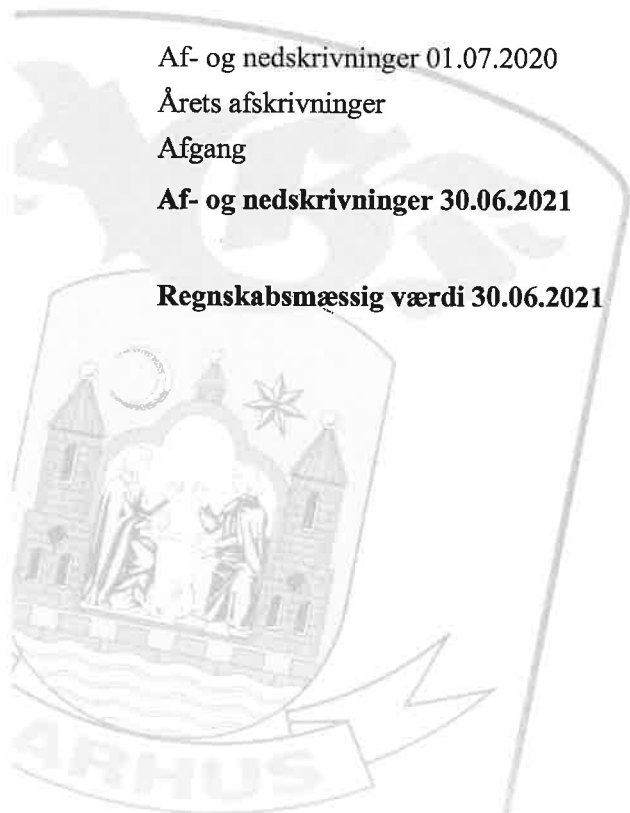 Af- og nedskrivninger 01.07.2020
Årets afskrivninger
Afgang
Af- og nedskrivninger 30.06.2021
Regnskabsmæssig værdi 30.06.2021
ARHUS